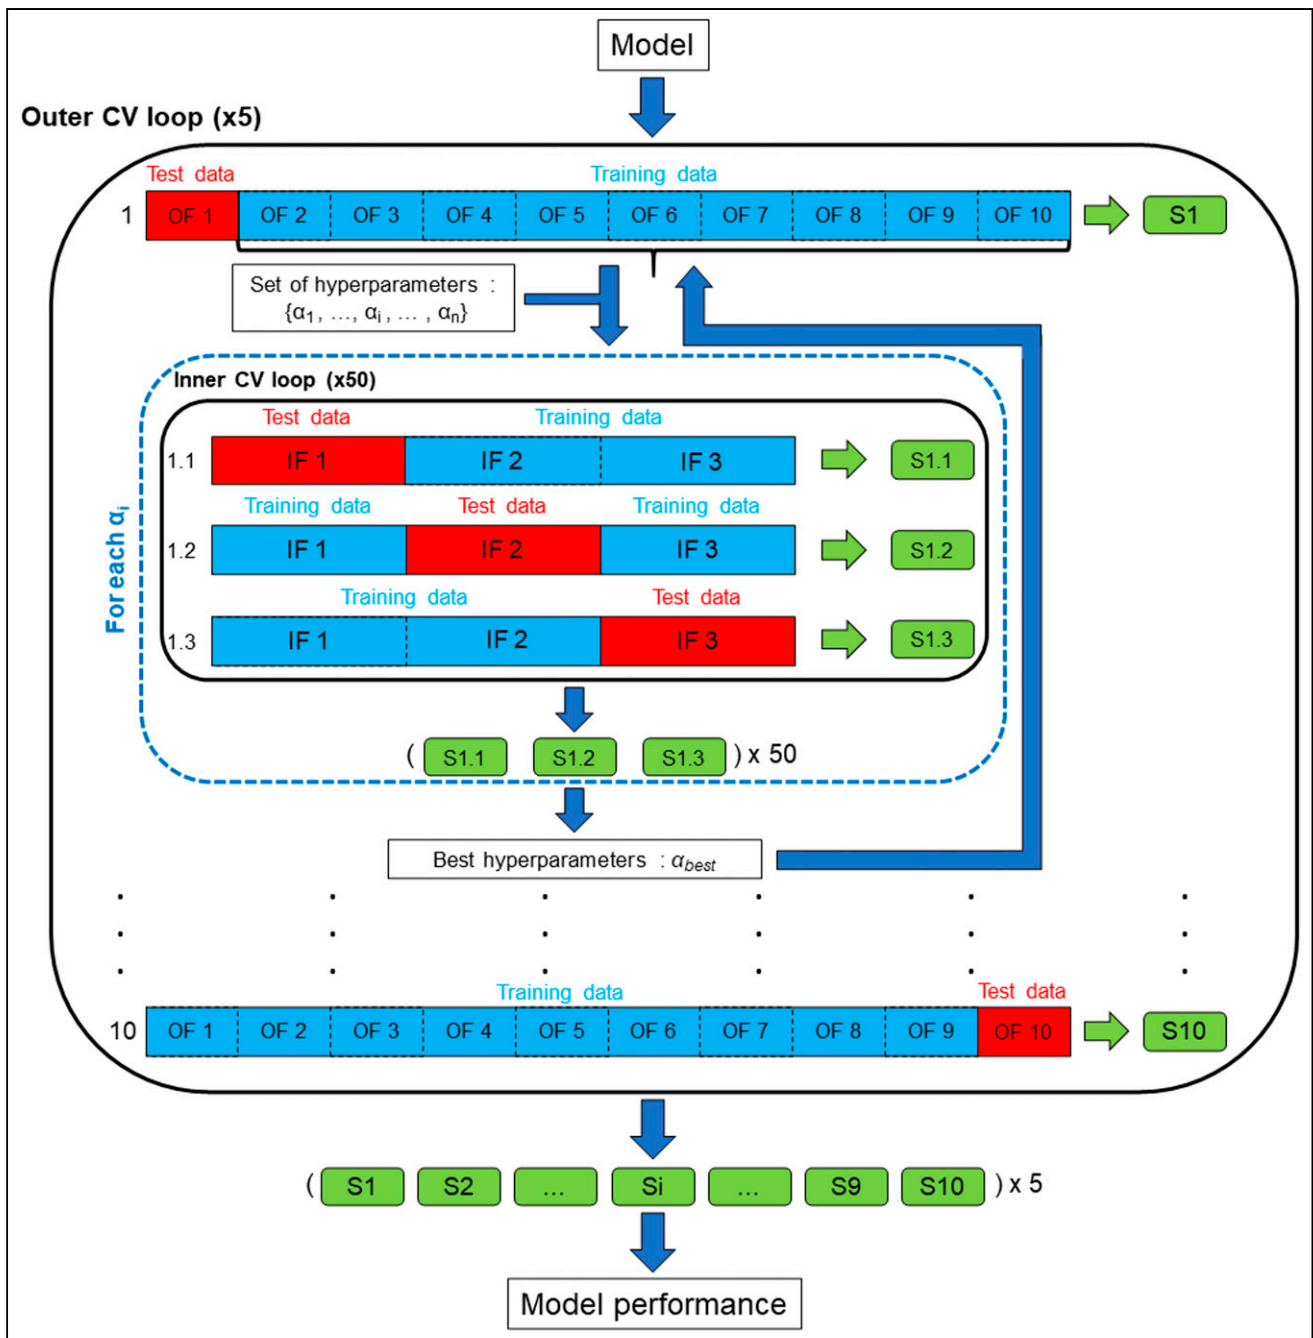 Model
Outer CV loop (x5)
Test data Training data
1 OF 1 OF 2 OF 3 OF 4 OF 5 OF 6 OF 7 OF 8 OF 9 OF 10 S1
Set of hyperparameters :
{α1, ..., αi, ... , αn}
For each αi
Inner CV loop (x50)
Test data Training data
1.1 IF 1 IF 2 IF 3 S1.1
Training data Test data Training data
1.2 IF 1 IF 2 IF 3 S1.2
Training data Test data
1.3 IF 1 IF 2 IF 3 S1.3
( S1.1 S1.2 S1.3 ) x 50
Best hyperparameters : αbest
. . . . . .
. . . . . .
. . . . . .
Training data Test data
10 OF 1 OF 2 OF 3 OF 4 OF 5 OF 6 OF 7 OF 8 OF 9 OF 10 S10
( S1 S2 ... Si ... S9 S10 ) x 5
Model performance